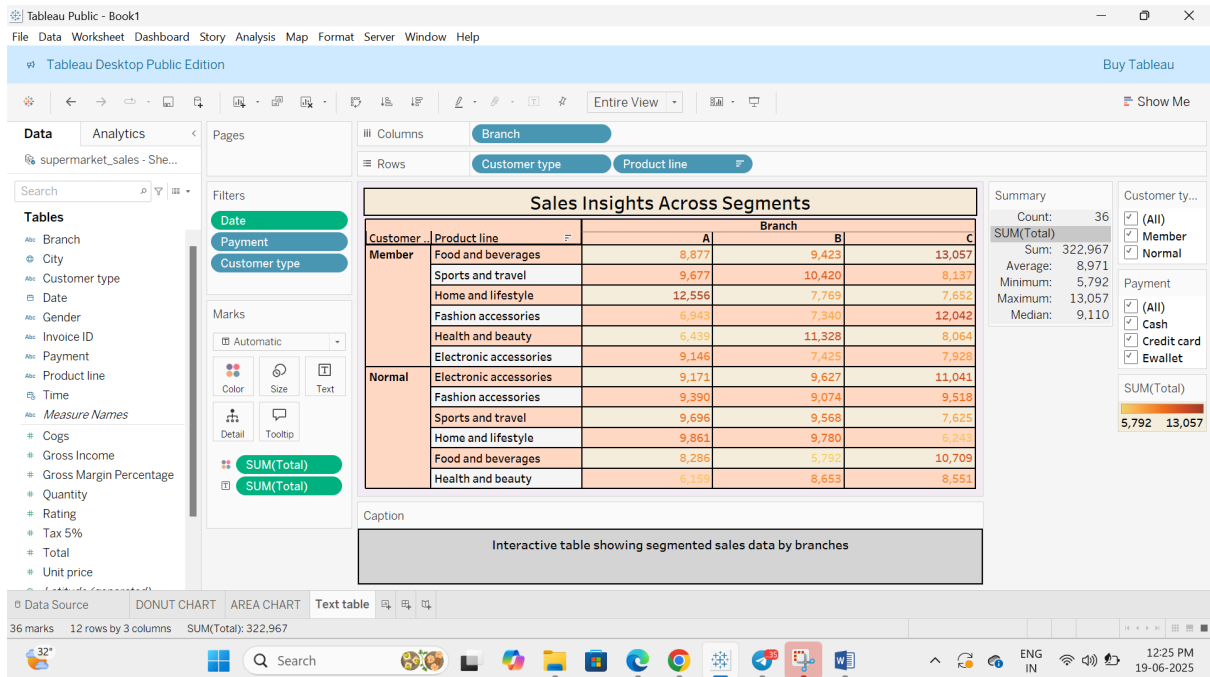 Tableau Public - Book1
File Data Worksheet Dashboard Story Analysis Map Format Server Window Help
Tableau Desktop Public Edition Buy Tableau
Entire View Show Me
Data Analytics
supermarket_sales - She...
Search
Tables
Abc Branch
City
Abc Customer type
Date
Abc Gender
Abc Invoice ID
Abc Payment
Abc Product line
Time
Abc Measure Names
# Cogs
# Gross Income
# Gross Margin Percentage
# Quantity
# Rating
# Tax 5%
# Total
# Unit price
Pages
Filters
Date
Payment
Customer type
Marks
Automatic
Color Size Text
Detail Tooltip
SUM(Total)
SUM(Total)
Columns Branch
Rows Customer type Product line
Sales Insights Across Segments
Branch
Customer .. Product line A B C
Member Food and beverages 8,877 9,423 13,057
Sports and travel 9,677 10,420 8,137
Home and lifestyle 12,556 7,769 7,652
Fashion accessories 6,943 7,340 12,042
Health and beauty 6,439 11,328 8,064
Electronic accessories 9,146 7,425 7,928
Normal Electronic accessories 9,171 9,627 11,041
Fashion accessories 9,390 9,074 9,518
Sports and travel 9,696 9,568 7,625
Home and lifestyle 9,861 9,780 6,243
Food and beverages 8,286 5,792 10,709
Health and beauty 6,159 8,653 8,551
Caption
Interactive table showing segmented sales data by branches
Summary
Count: 36
SUM(Total)
Sum: 322,967
Average: 8,971
Minimum: 5,792
Maximum: 13,057
Median: 9,110
Customer ty...
(All)
Member
Normal
Payment
(All)
Cash
Credit card
Ewallet
SUM(Total)
5,792 13,057
Data Source DONUT CHART AREA CHART Text table
36 marks 12 rows by 3 columns SUM(Total): 322,967
32°
Search
35
ENG
IN
12:25 PM
19-06-2025